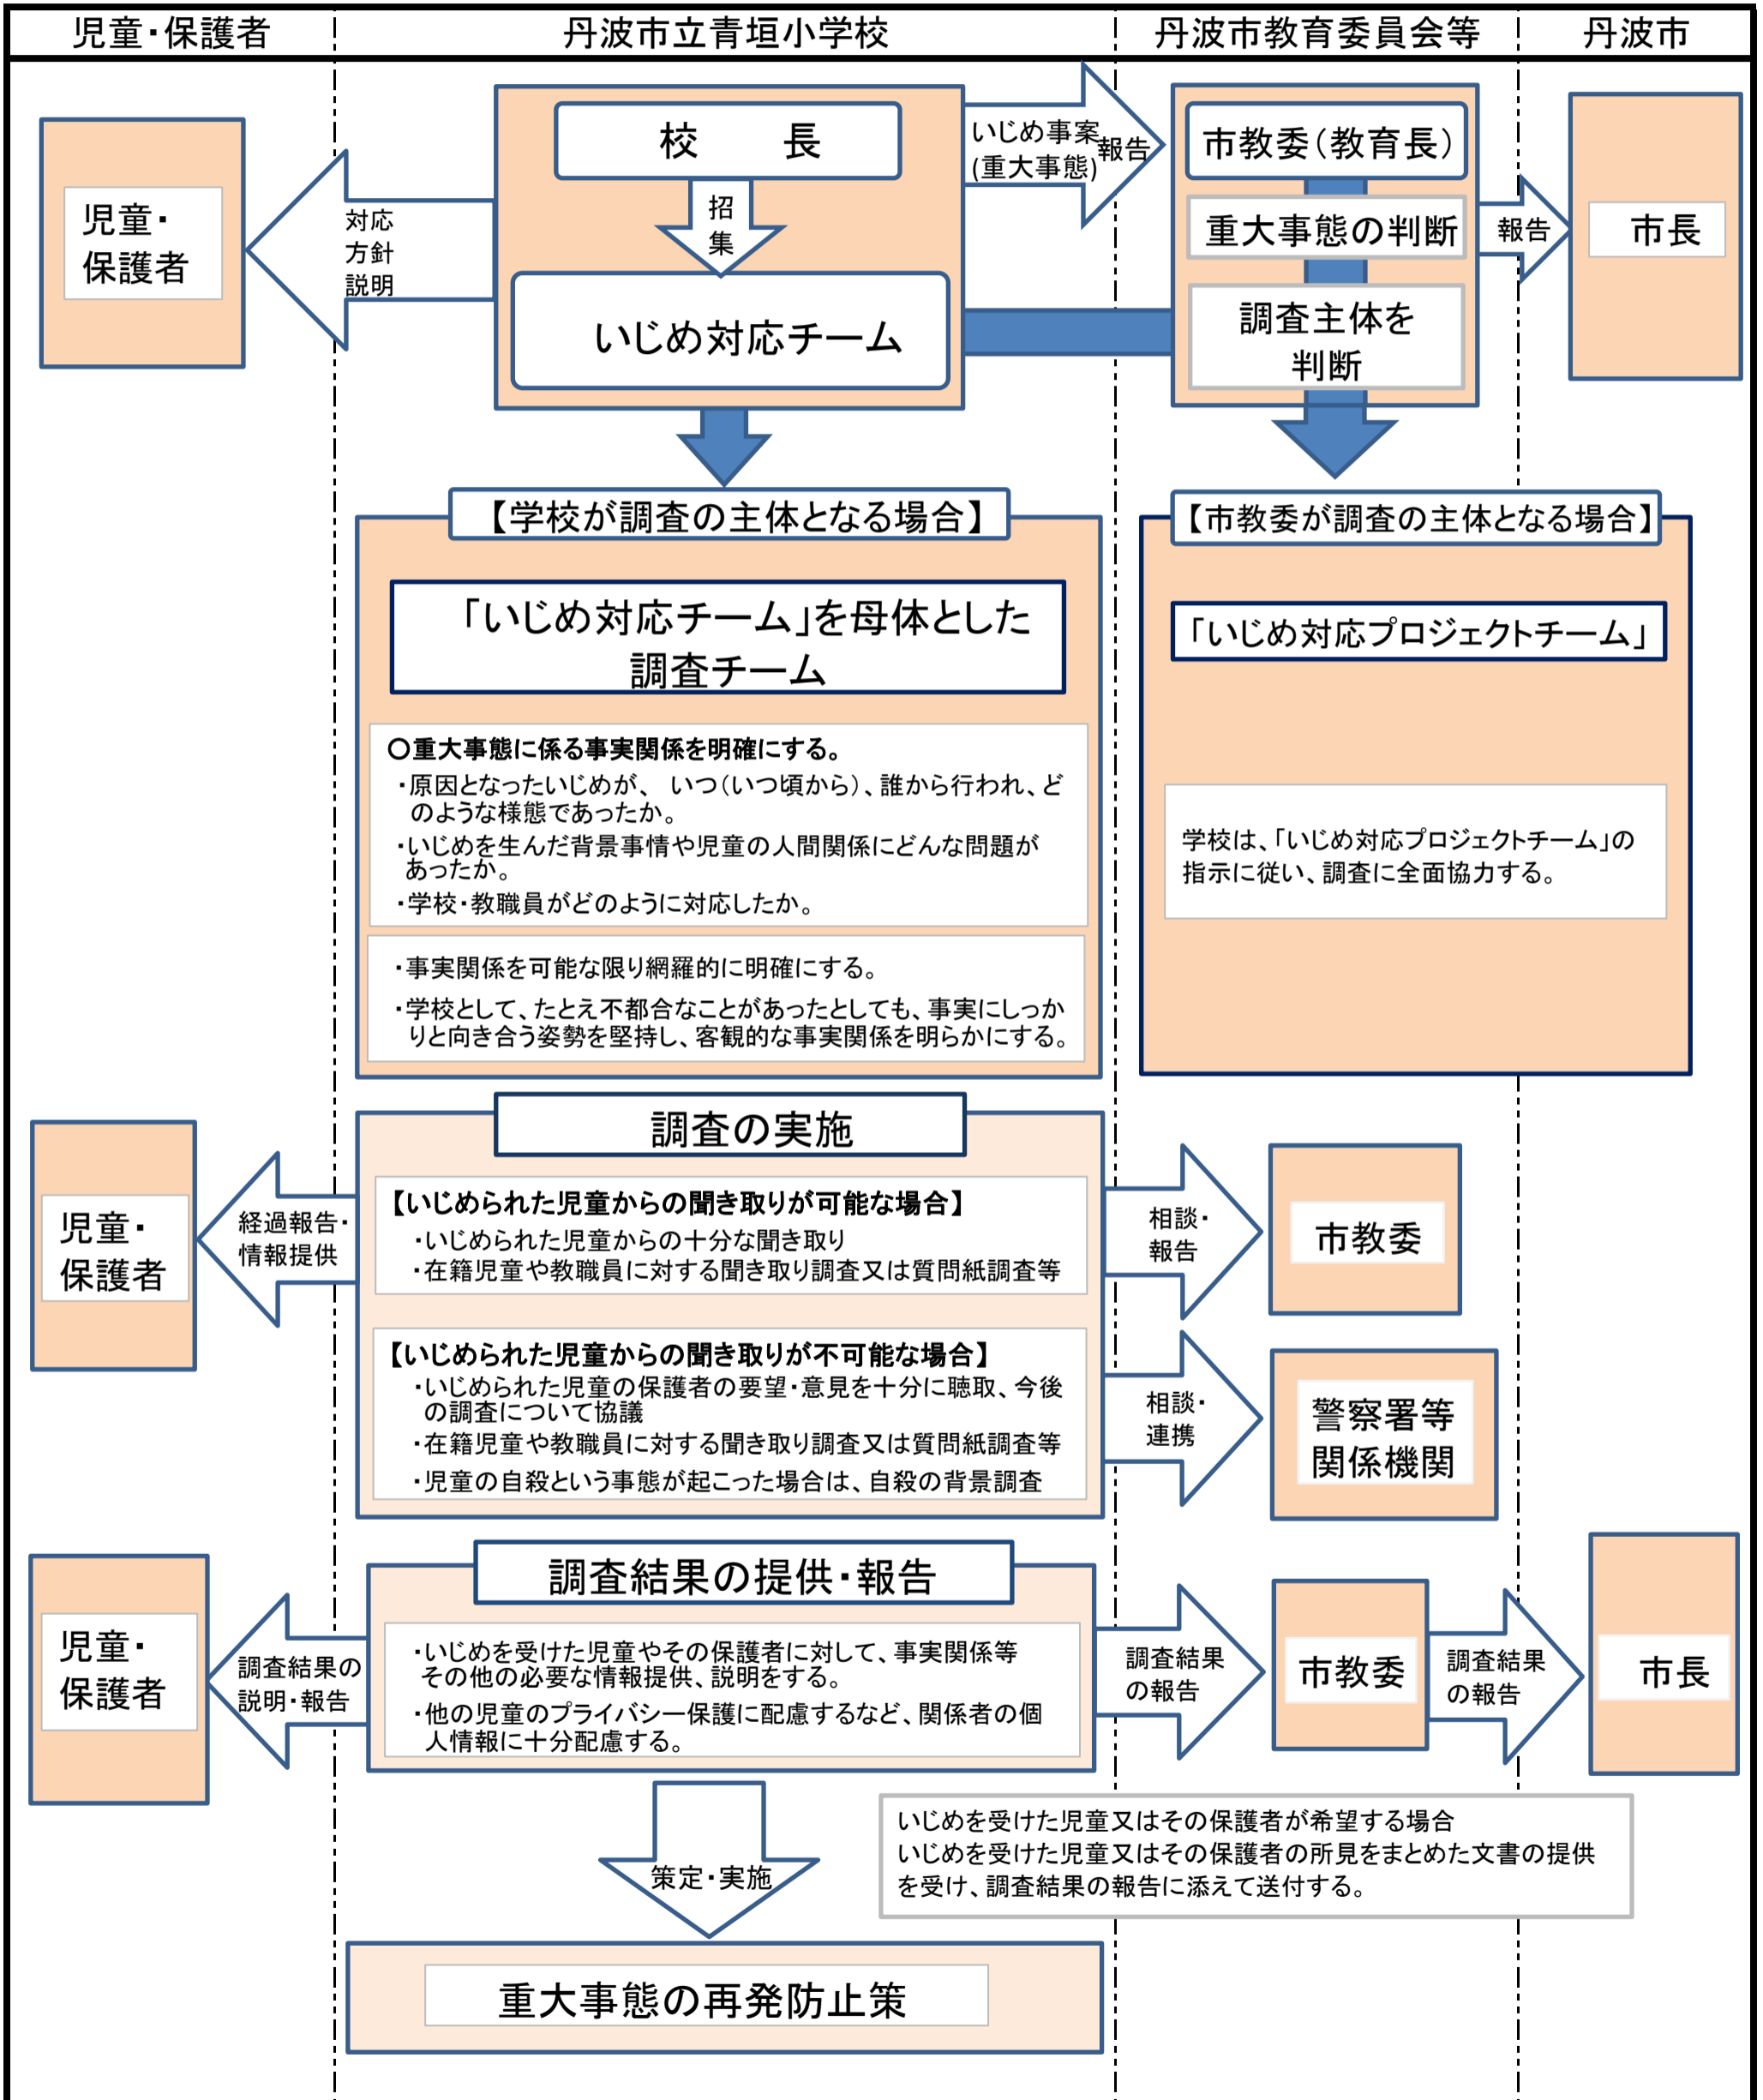 児童・保護者
丹波市立青垣小学校
丹波市教育委員会等
丹波市
児童・
保護者
対応
方針
説明
校　　長
招
集
いじめ対応チーム
いじめ事案
(重大事態)
報告
市教委（教育長）
重大事態の判断
調査主体を
判断
報告
市長
【学校が調査の主体となる場合】
「いじめ対応チーム」を母体とした
調査チーム
〇重大事態に係る事実関係を明確にする。
・原因となったいじめが、 いつ（いつ頃から）、誰から行われ、ど
のような様態であったか。
・いじめを生んだ背景事情や児童の人間関係にどんな問題が
あったか。
・学校・教職員がどのように対応したか。
・事実関係を可能な限り網羅的に明確にする。
・学校として、たとえ不都合なことがあったとしても、事実にしっか
りと向き合う姿勢を堅持し、客観的な事実関係を明らかにする。
【市教委が調査の主体となる場合】
「いじめ対応プロジェクトチーム」
学校は、「いじめ対応プロジェクトチーム」の
指示に従い、調査に全面協力する。
調査の実施
児童・
保護者
経過報告・
情報提供
【いじめられた児童からの聞き取りが可能な場合】
・いじめられた児童からの十分な聞き取り
・在籍児童や教職員に対する聞き取り調査又は質問紙調査等
【いじめられた児童からの聞き取りが不可能な場合】
・いじめられた児童の保護者の要望・意見を十分に聴取、今後
の調査について協議
・在籍児童や教職員に対する聞き取り調査又は質問紙調査等
・児童の自殺という事態が起こった場合は、自殺の背景調査
相談・
報告
市教委
相談・
連携
警察署等
関係機関
調査結果の提供・報告
児童・
保護者
調査結果の
説明・報告
・いじめを受けた児童やその保護者に対して、事実関係等
その他の必要な情報提供、説明をする。
・他の児童のプライバシー保護に配慮するなど、関係者の個
人情報に十分配慮する。
調査結果
の報告
市教委
調査結果
の報告
市長
策定・実施
いじめを受けた児童又はその保護者が希望する場合
いじめを受けた児童又はその保護者の所見をまとめた文書の提供
を受け、調査結果の報告に添えて送付する。
重大事態の再発防止策